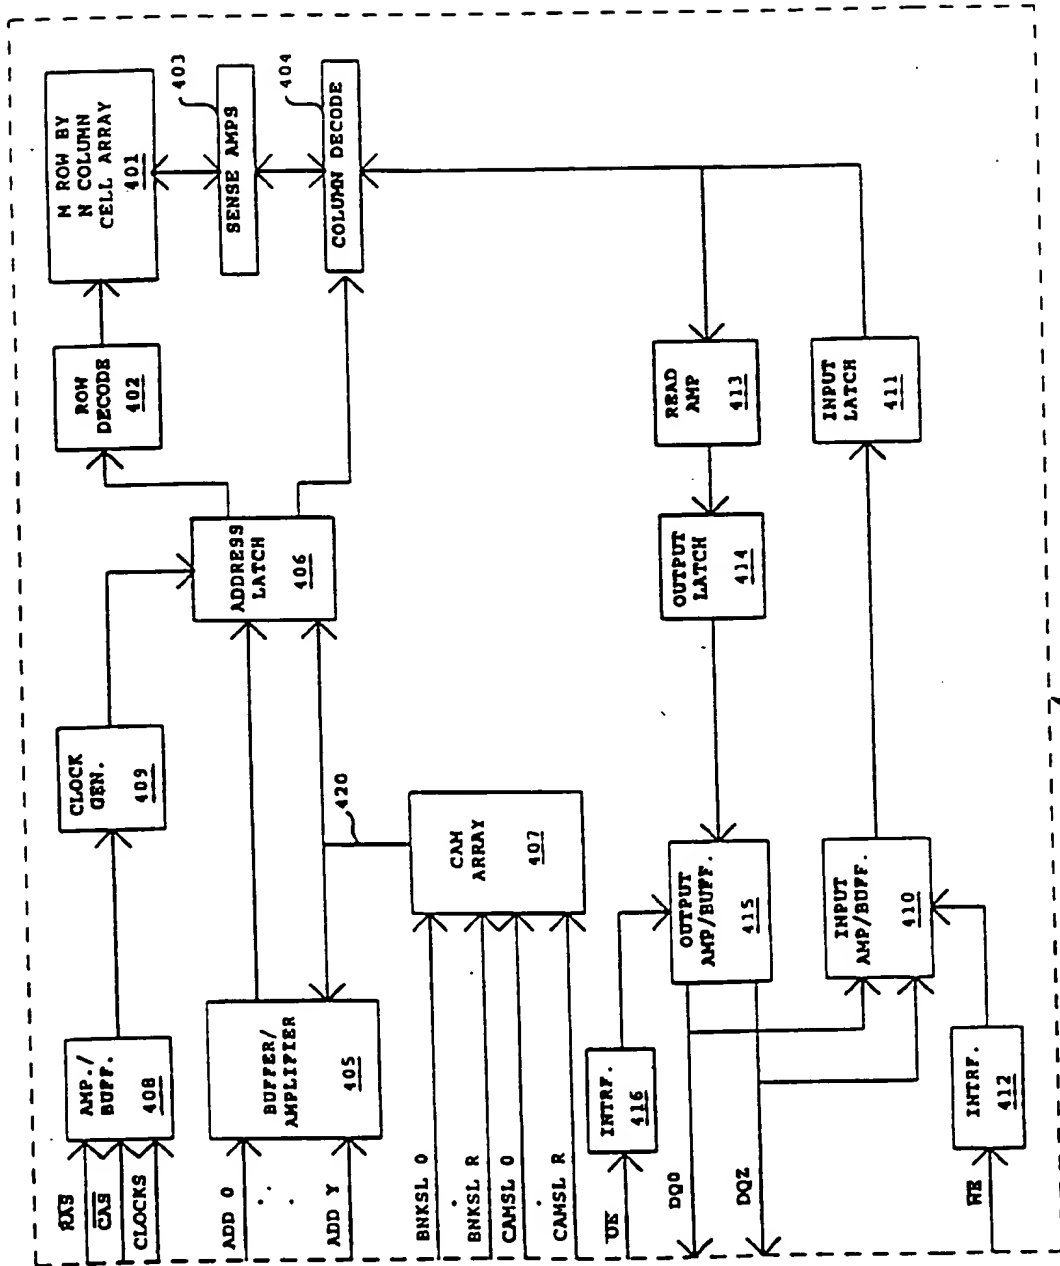 RAS
CAS
CLOCKS
AMP./
BUFF.
408
CLOCK
GEN.
409
ADD 0
ADD Y
BUFFER/
AMPLIFIER
405
ADDRESS
LATCH
406
ROW
DECODE
402
M ROW BY
N COLUMN
CELL ARRAY
401
403
SENSE AMPS
404
COLUMN DECODE
BNKSL 0
BNKSL R
CAMSL 0
CAMSL R
CAM
ARRAY
407
420
OE
INTRF.
416
DQ0
DQZ
OUTPUT
AMP/BUFF.
415
OUTPUT
LATCH
414
READ
AMP
413
INPUT
AMP/BUFF.
410
INPUT
LATCH
411
WE
INTRF.
412